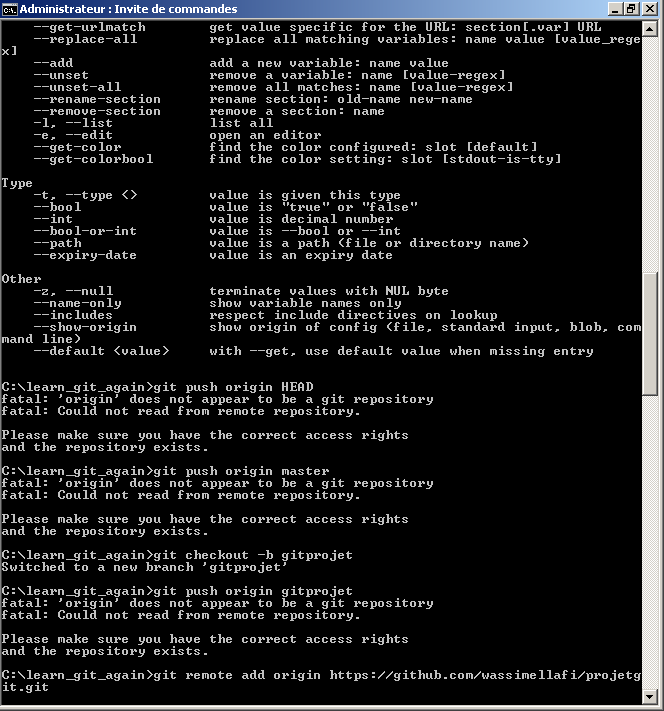 Administrateur : Invite de commandes
--get-urlmatch get value specific for the URL: section[.var] URL
--replace-all replace all matching variables: name value [value_rege
x]
--add add a new variable: name value
--unset remove a variable: name [value-regex]
--unset-all remove all matches: name [value-regex]
--rename-section rename section: old-name new-name
--remove-section remove a section: name
-l, --list list all
-e, --edit open an editor
--get-color find the color configured: slot [default]
--get-colorbool find the color setting: slot [stdout-is-tty]
Type
-t, --type <> value is given this type
--bool value is "true" or "false"
--int value is decimal number
--bool-or-int value is --bool or --int
--path value is a path (file or directory name)
--expiry-date value is an expiry date
Other
-z, --null terminate values with NUL byte
--name-only show variable names only
--includes respect include directives on lookup
--show-origin show origin of config (file, standard input, blob, com
mand line)
--default <value> with --get, use default value when missing entry
C:\learn_git_again>git push origin HEAD
fatal: 'origin' does not appear to be a git repository
fatal: Could not read from remote repository.
Please make sure you have the correct access rights
and the repository exists.
C:\learn_git_again>git push origin master
fatal: 'origin' does not appear to be a git repository
fatal: Could not read from remote repository.
Please make sure you have the correct access rights
and the repository exists.
C:\learn_git_again>git checkout -b gitprojet
Switched to a new branch 'gitprojet'
C:\learn_git_again>git push origin gitprojet
fatal: 'origin' does not appear to be a git repository
fatal: Could not read from remote repository.
Please make sure you have the correct access rights
and the repository exists.
C:\learn_git_again>git remote add origin https://github.com/wassimellafi/projetg
it.git